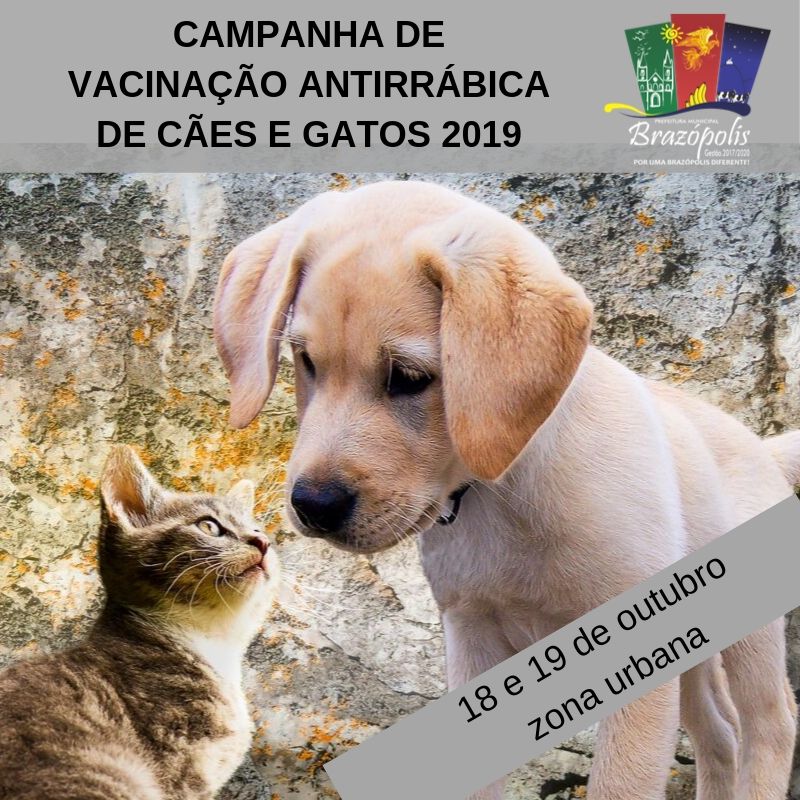 CAMPANHA DE
VACINAÇÃO ANTIRRÁBICA
DE CÃES E GATOS 2019
PREFEITURA MUNICIPAL
Brazópolis
Gestão 2017/2020
POR UMA BRAZÓPOLIS DIFERENTE!
18 e 19 de outubro
zona urbana